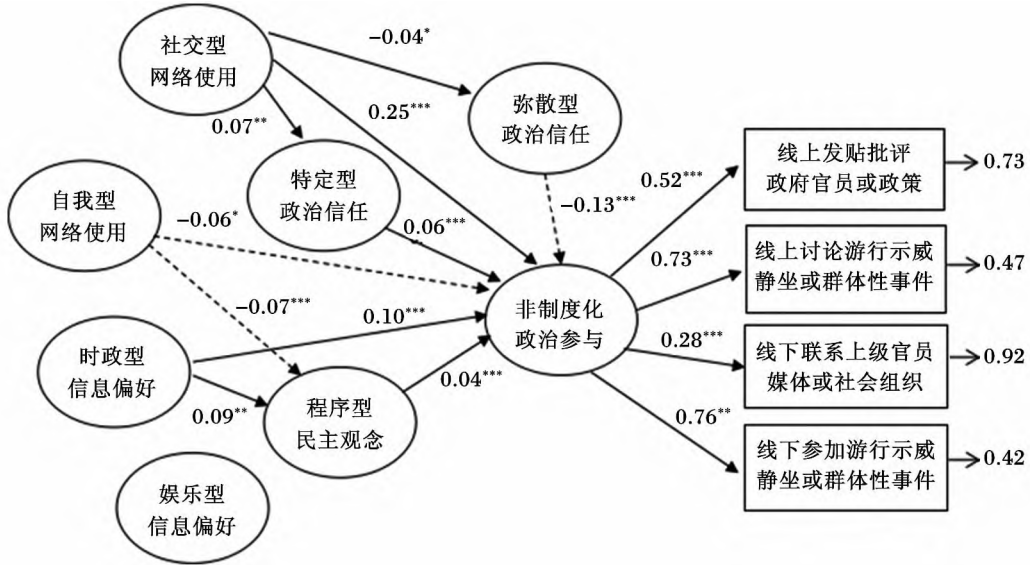 社交型
网络使用
-0.04*
0.25***
0.07**
弥散型
政治信任
特定型
政治信任
自我型
网络使用
-0.06*
0.06***
-0.13***
-0.07***
0.10***
时政型
信息偏好
0.09**
程序型
民主观念
0.04***
娱乐型
信息偏好
非制度化
政治参与
0.52***
线上发贴批评
政府官员或政策
0.73
0.73***
线上讨论游行示威
静坐或群体性事件
0.47
0.28***
线下联系上级官员
媒体或社会组织
0.92
0.76**
线下参加游行示威
静坐或群体性事件
0.42